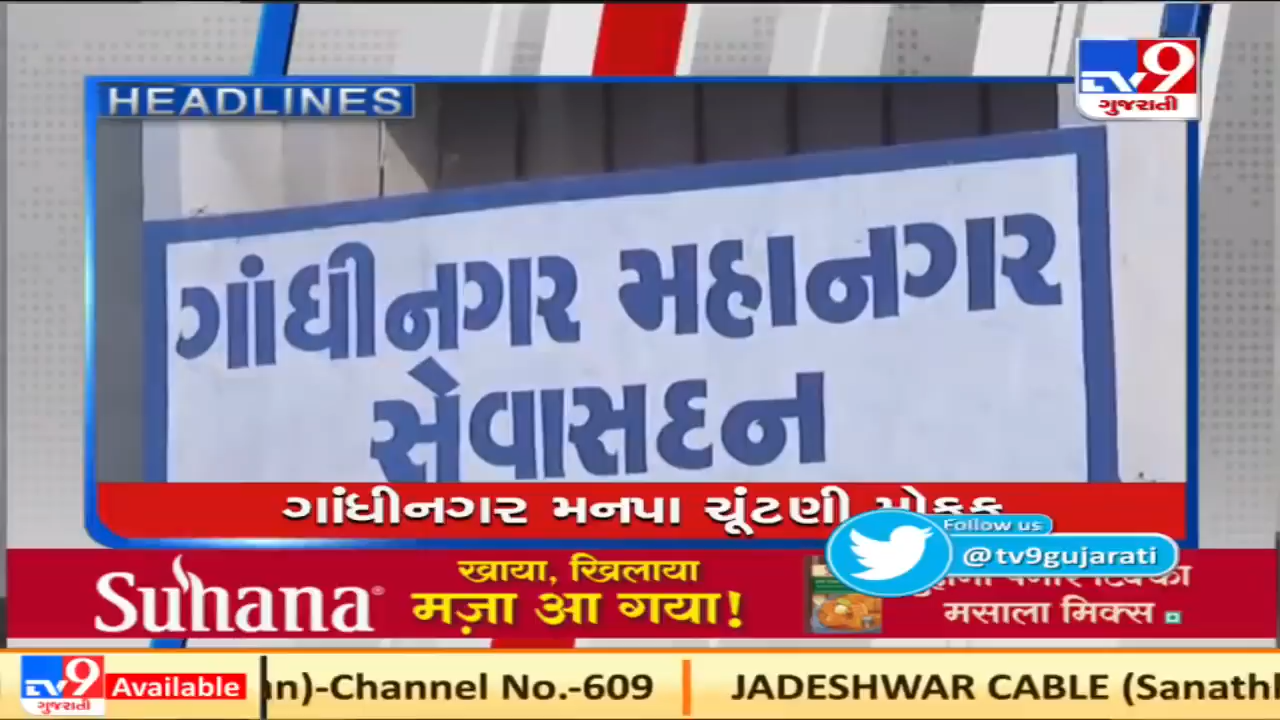 HEADLINES
TV9
ગુજરાતી
ગાંધીનગર મહાનગર
સેવાસદન
ગાંધીનગર મનપા ચૂંટણી
Follow us
@tv9gujarati
Suhana
खाया, खिलाया
मज़ा आ गया!
मसाला मिक्स
TV9
ગુજરાતી
Available
-Channel No.-609
JADESHWAR CABLE